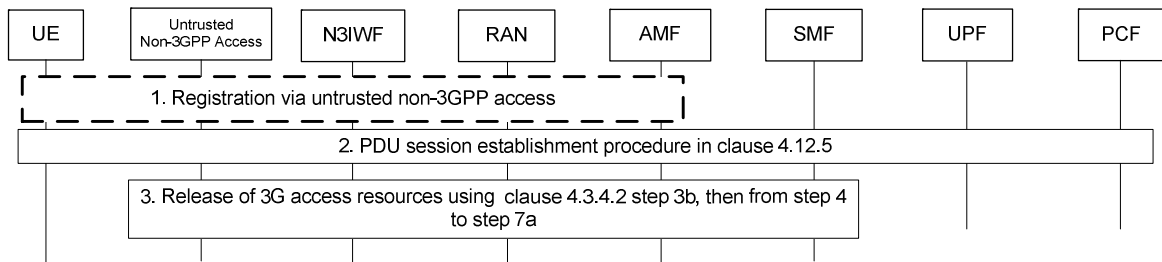 UE
Untrusted
Non-3GPP Access
N3IWF
RAN
AMF
SMF
UPF
PCF
1. Registration via untrusted non-3GPP access
2. PDU session establishment procedure in clause 4.12.5
3. Release of 3G access resources using clause 4.3.4.2 step 3b, then from step 4
to step 7a